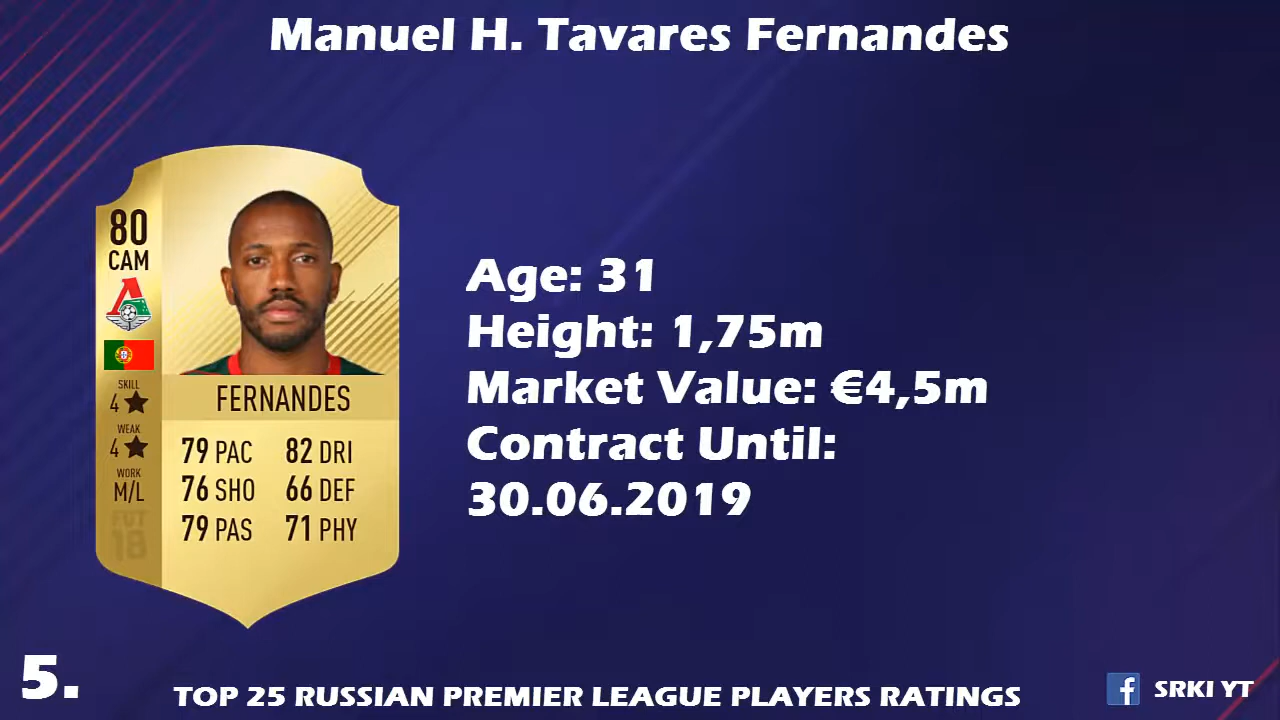 Manuel H. Tavares Fernandes
80
CAM
SKILL
4★
WEAK
4★
WORK
M/L
FUT
18
FERNANDES
79 PAC 82 DRI
76 SHO 66 DEF
79 PAS 71 PHY
Age: 31
Height: 1,75m
Market Value: €4,5m
Contract Until:
30.06.2019
5.
TOP 25 RUSSIAN PREMIER LEAGUE PLAYERS RATINGS
f SRKI YT